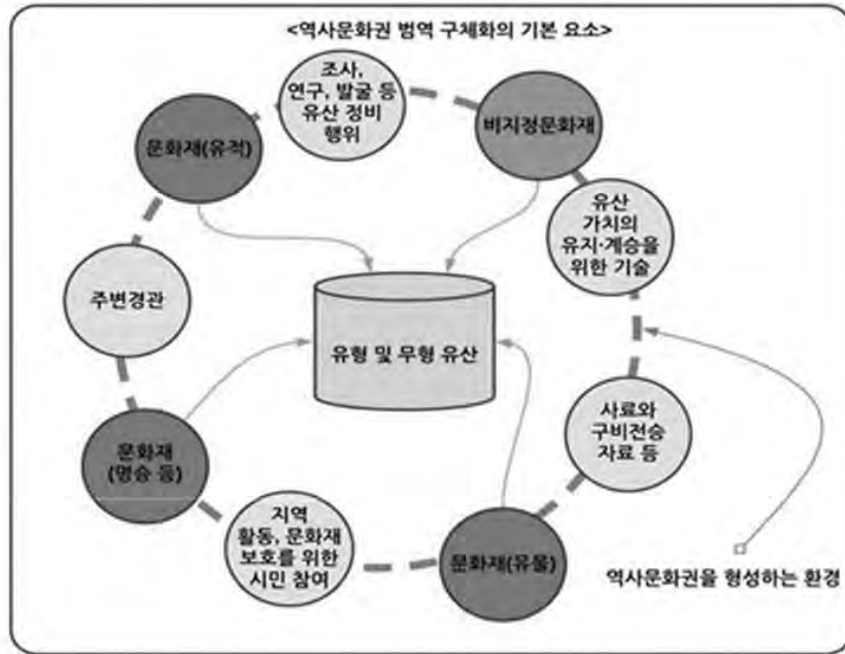 <역사문화권 범역 구체화의 기본 요소>
조사,
연구, 발굴 등
유산 정비
행위
문화재(유적)
비지정문화재
유산
가치의
유지·계승을
위한 기술
주변경관
유형 및 무형 유산
사료와
구비전승
자료 등
문화재
(명승 등)
지역
활동, 문화재
보호를 위한
시민 참여
문화재(유물)
역사문화권을 형성하는 환경